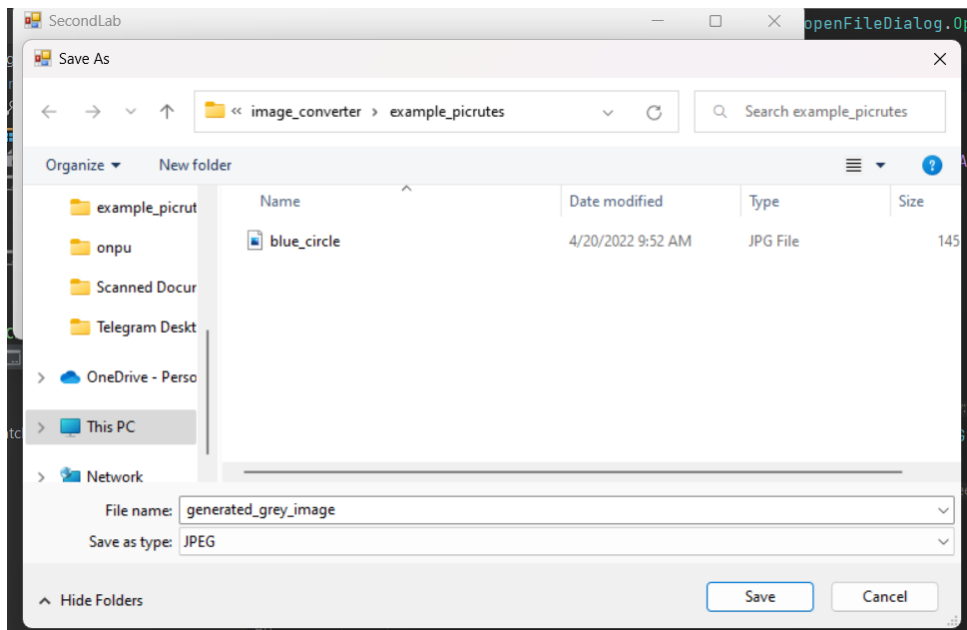 SecondLab
openFileDialog.Op
Save As
« image_converter > example_picrutes
Search example_picrutes
Organize
New folder
Name
Date modified
Type
Size
example_picrut
blue_circle
4/20/2022 9:52 AM
JPG File
145
onpu
Scanned Docur
Telegram Deskt
OneDrive - Perso
This PC
Network
File name: generated_grey_image
Save as type: JPEG
Hide Folders
Save
Cancel